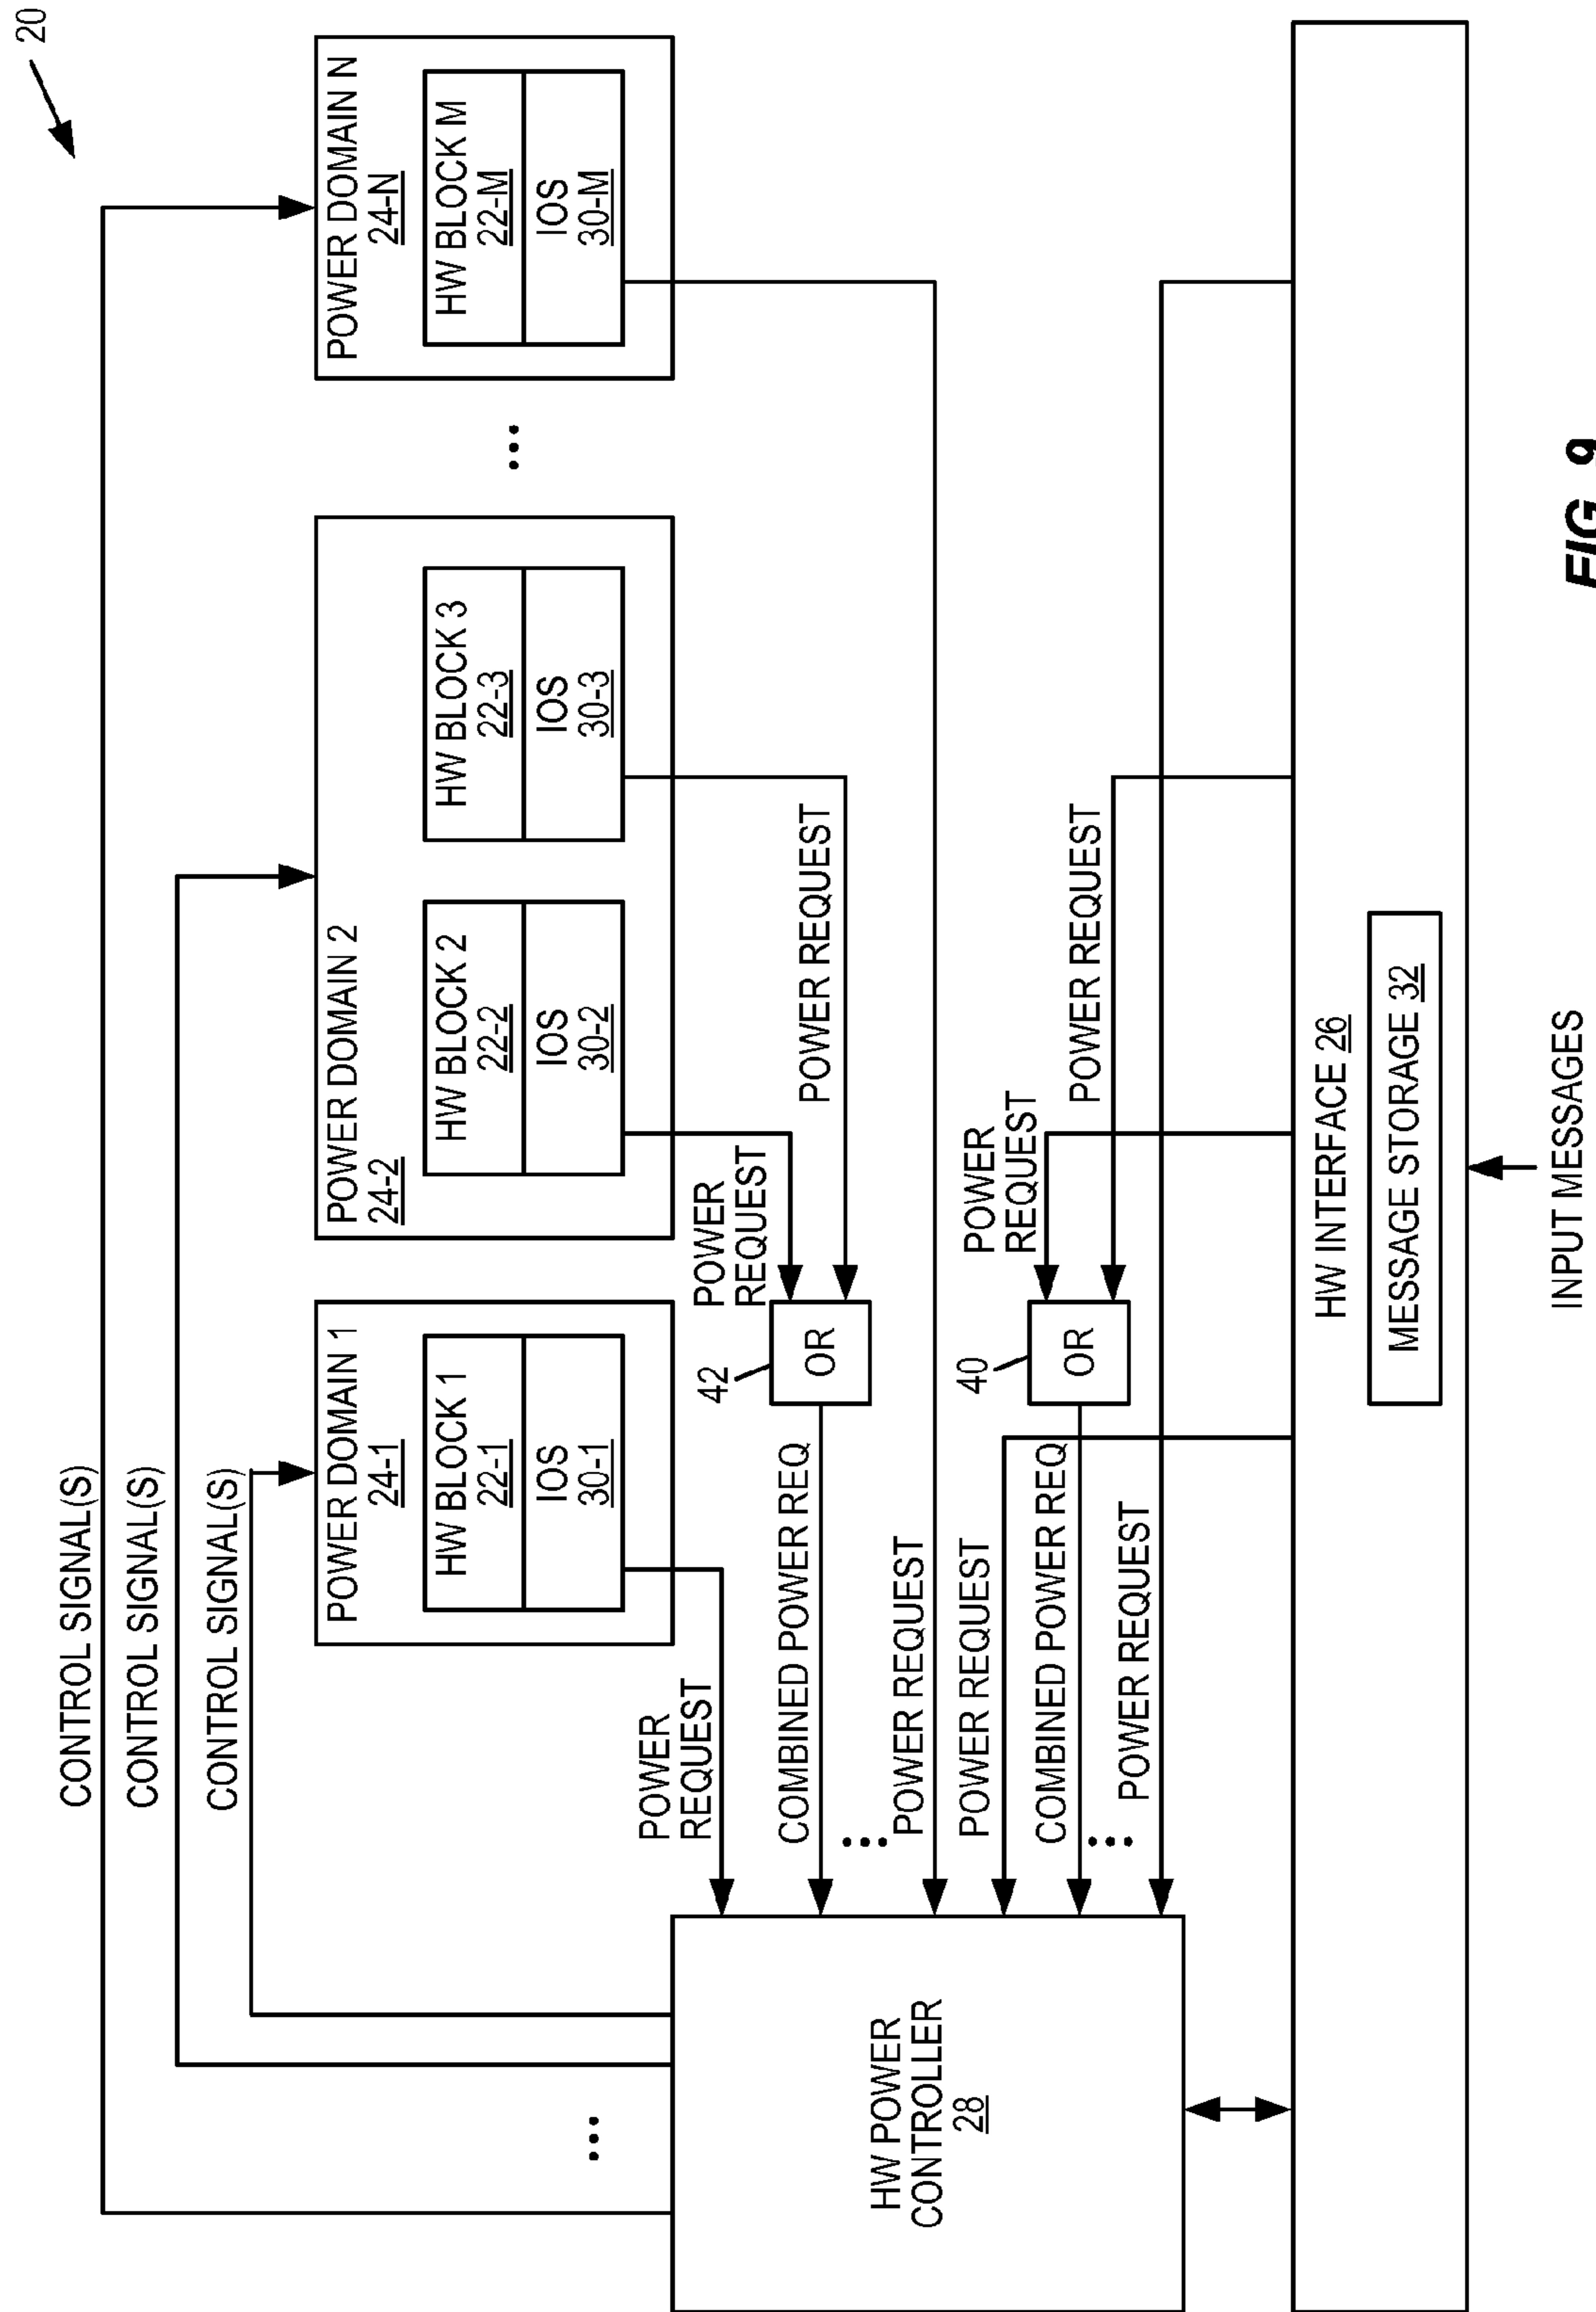 20
CONTROL SIGNAL(S)
CONTROL SIGNAL(S)
CONTROL SIGNAL(S)
POWER DOMAIN 1
24-1
HW BLOCK 1
22-1
IOS
30-1
POWER DOMAIN 2
24-2
HW BLOCK 2
22-2
IOS
30-2
HW BLOCK 3
22-3
IOS
30-3
...
POWER DOMAIN N
24-N
HW BLOCK M
22-M
IOS
30-M
...
POWER
REQUEST
POWER
REQUEST
POWER REQUEST
42
OR
COMBINED POWER REQ
...
POWER REQUEST
HW POWER
CONTROLLER
28
POWER REQUEST
POWER
REQUEST
POWER REQUEST
40
OR
COMBINED POWER REQ
...
POWER REQUEST
HW INTERFACE 26
MESSAGE STORAGE 32
INPUT MESSAGES
FIG.